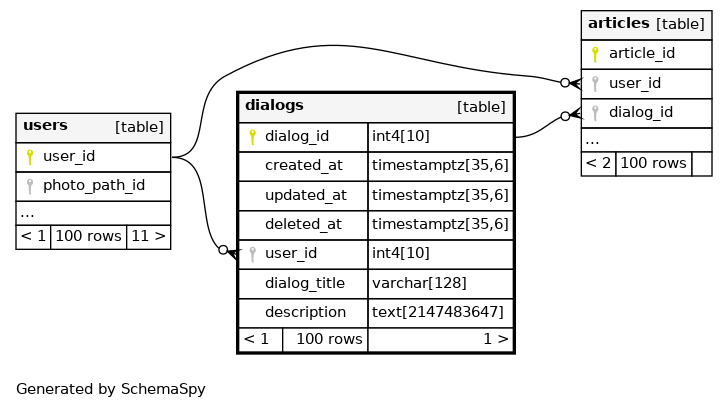 articles [table]
article_id
user_id
dialog_id
...
< 2 100 rows
dialogs [table]
dialog_id int4[10]
created_at timestamptz[35,6]
updated_at timestamptz[35,6]
deleted_at timestamptz[35,6]
user_id int4[10]
dialog_title varchar[128]
description text[2147483647]
< 1 100 rows 1 >
users [table]
user_id
photo_path_id
...
< 1 100 rows 11 >
Generated by SchemaSpy